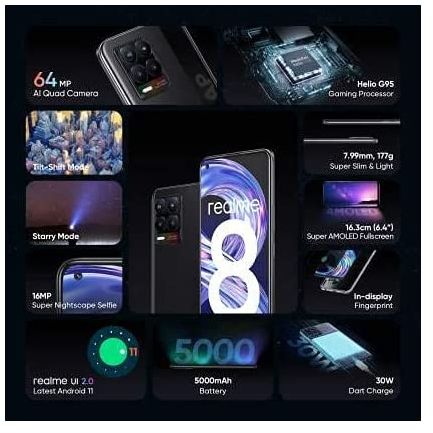 64 MP
AI Quad Camera
Helio G95
Gaming Processor
Tilt-Shift Mode
7.99mm, 177g
Super Slim & Light
realme
8
Starry Mode
AMOLED
16.3cm (6.4")
Super AMOLED Fullscreen
16MP
Super Nightscape Selfie
In-display
Fingerprint
11
realme UI 2.0
Latest Android 11
5000
5000mAh
Battery
30W
30W
Dart Charge